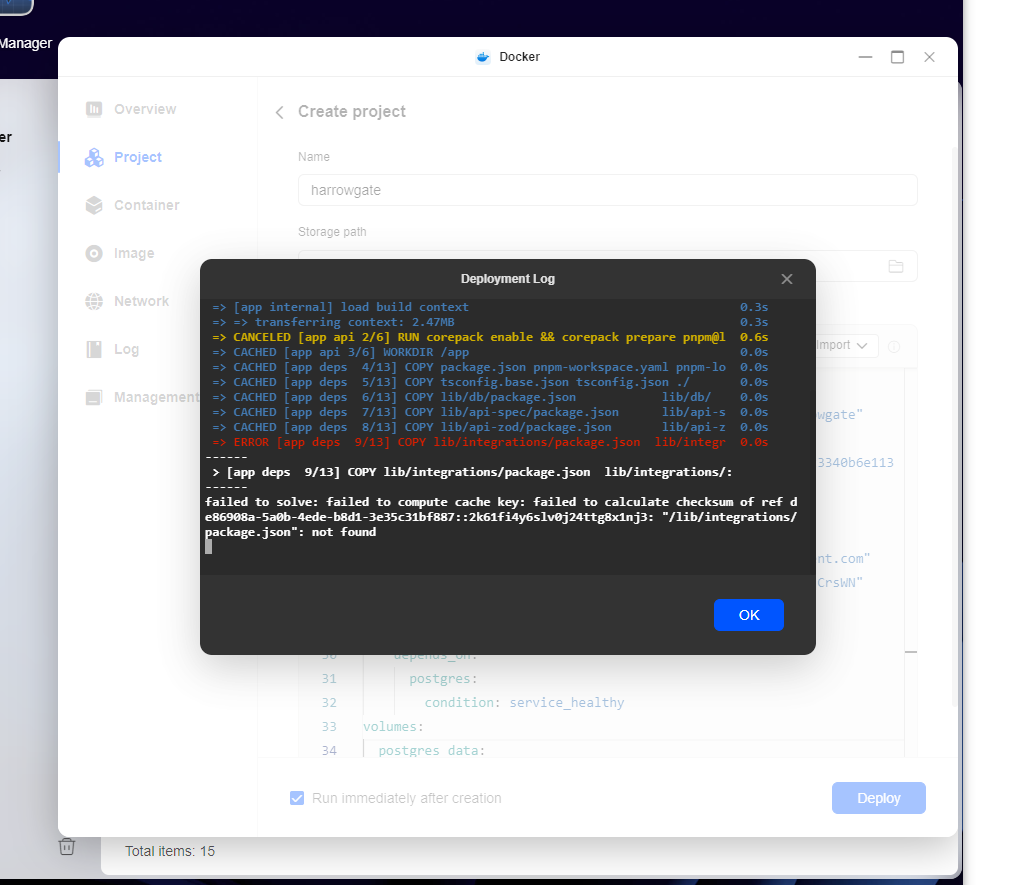 Manager
Docker
er
Overview
Project
Container
Image
Network
Log
Management
Create project
Name
harrowgate
Storage path
Import
wgate"
3340b6e113
nt.com"
CrsWN"
Deployment Log
=> [app internal] load build context 0.3s
=> => transferring context: 2.47MB 0.3s
=> CANCELED [app api 2/6] RUN corepack enable && corepack prepare pnpm@l 0.6s
=> CACHED [app api 3/6] WORKDIR /app 0.0s
=> CACHED [app deps  4/13] COPY package.json pnpm-workspace.yaml pnpm-lo 0.0s
=> CACHED [app deps  5/13] COPY tsconfig.base.json tsconfig.json ./ 0.0s
=> CACHED [app deps  6/13] COPY lib/db/package.json lib/db/ 0.0s
=> CACHED [app deps  7/13] COPY lib/api-spec/package.json lib/api-s 0.0s
=> CACHED [app deps  8/13] COPY lib/api-zod/package.json lib/api-z 0.0s
=> ERROR [app deps  9/13] COPY lib/integrations/package.json  lib/integr 0.0s
------
> [app deps  9/13] COPY lib/integrations/package.json  lib/integrations/:
------
failed to solve: failed to compute cache key: failed to calculate checksum of ref d
e86908a-5a0b-4ede-b8d1-3e35c31bf887::2k61fi4y6slv0j24ttg8x1nj3: "/lib/integrations/
package.json": not found
OK
30 depends_on:
31 postgres:
32 condition: service_healthy
33 volumes:
34 postgres_data:
Run immediately after creation
Deploy
Total items: 15